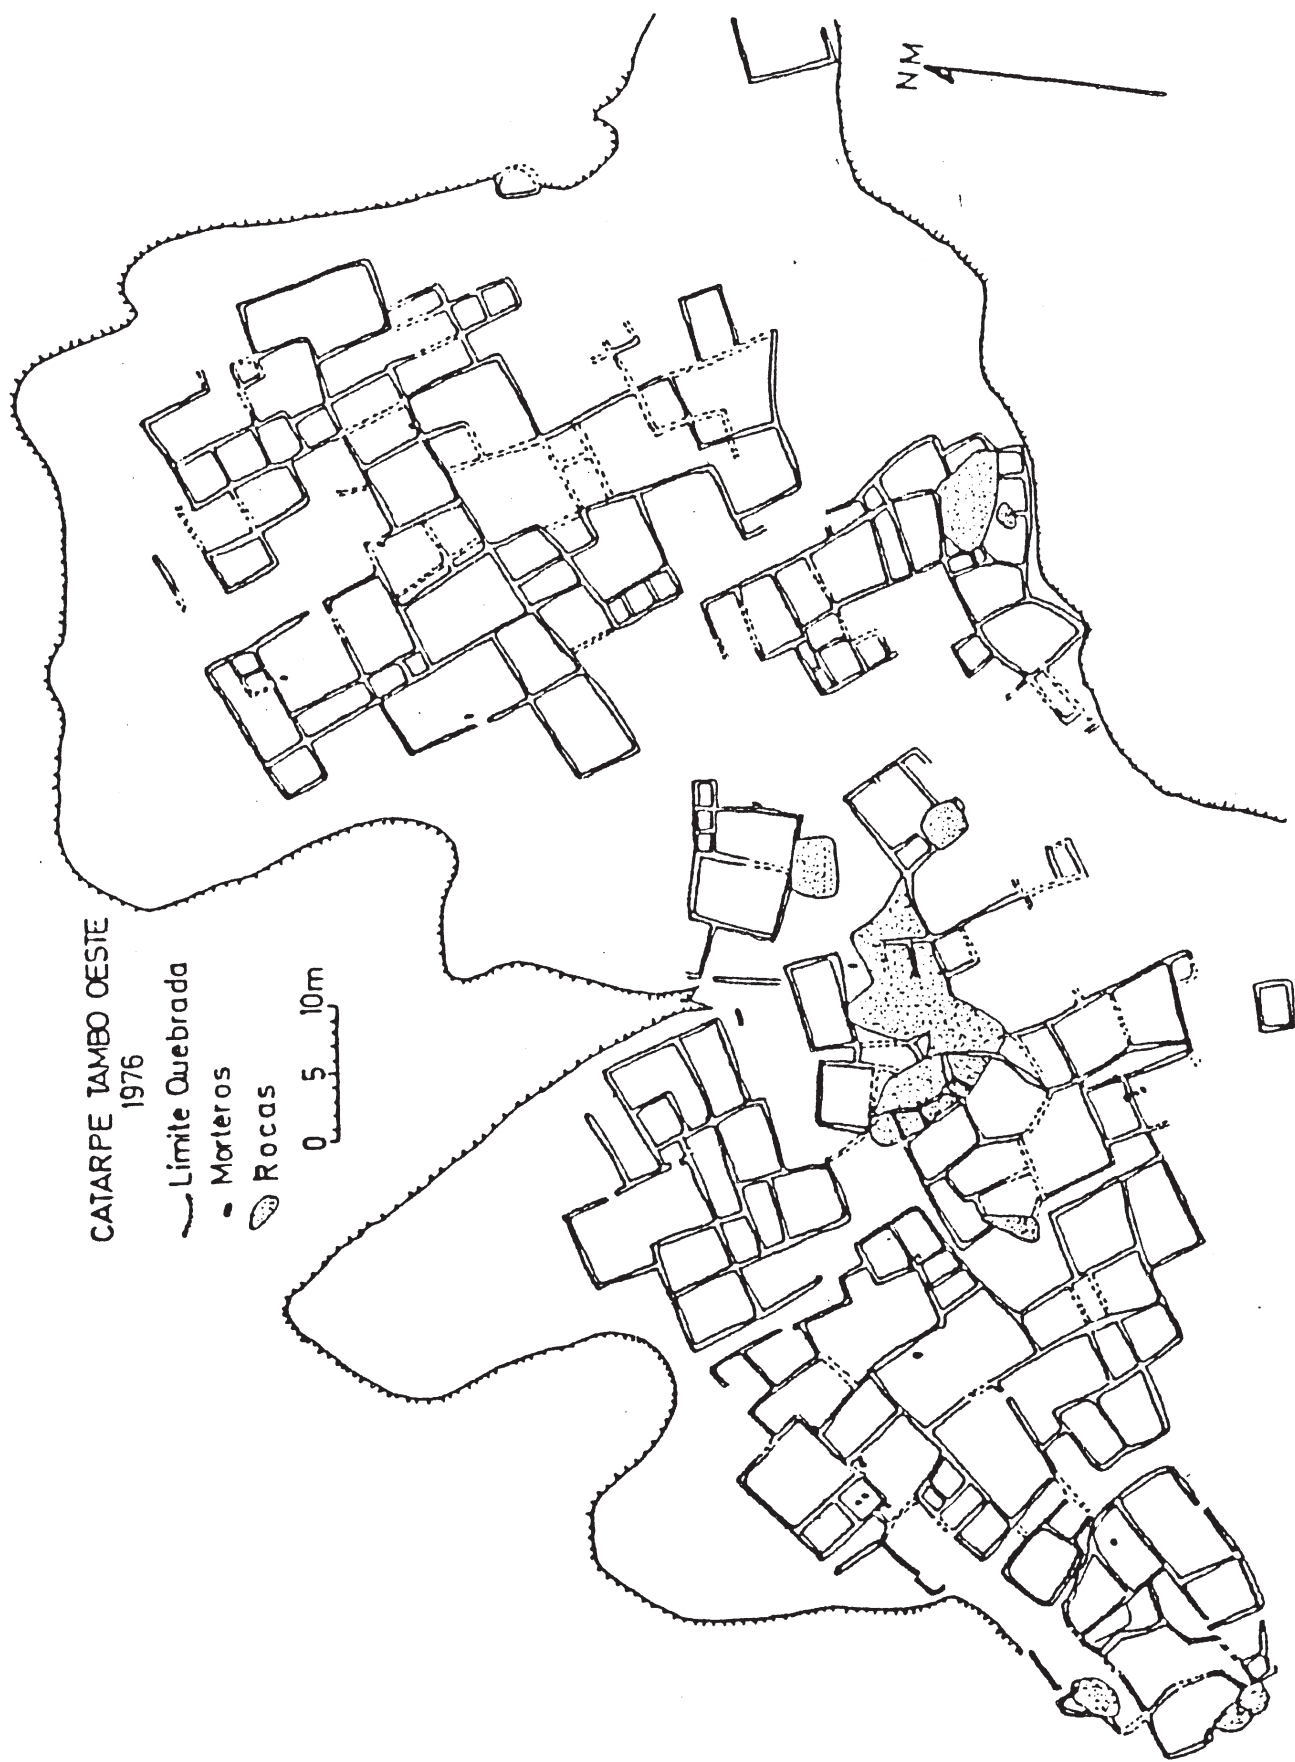 CATARPE TAMBO OESTE
1976
Límite Quebrada
Morteros
Rocas
0 5 10m
NM